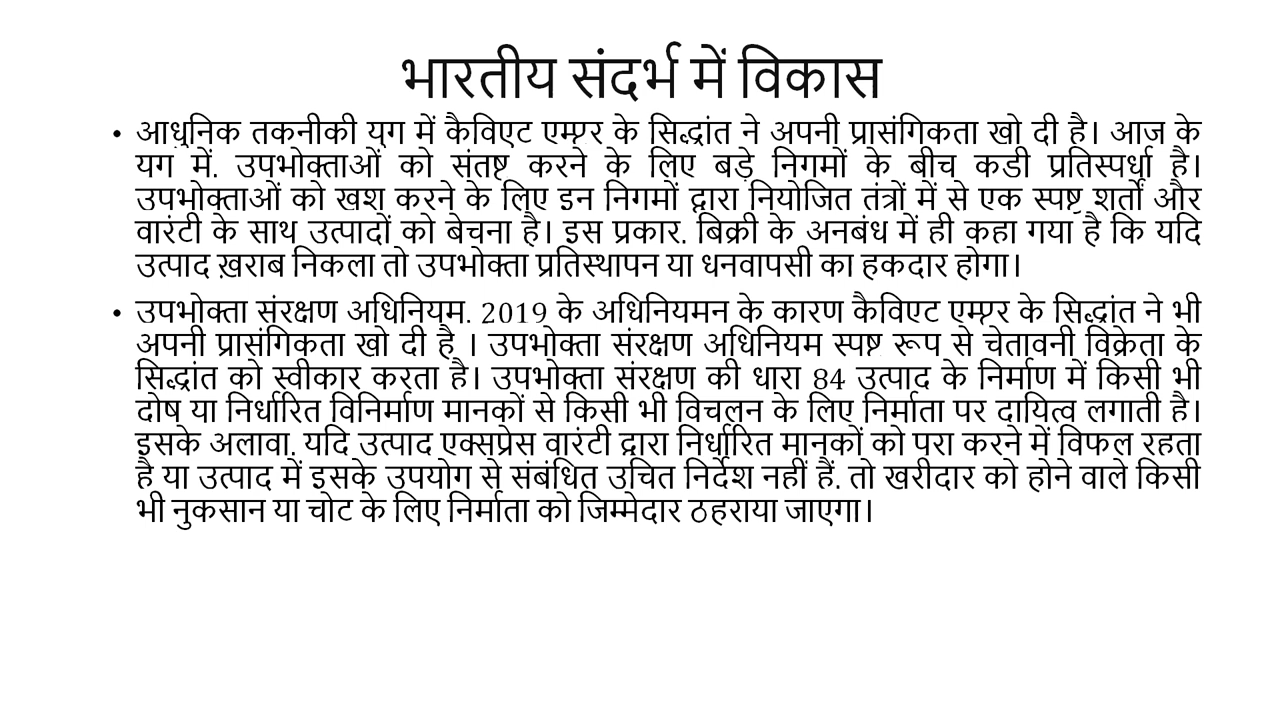 भारतीय संदर्भ में विकास
• आधुनिक तकनीकी युग में कैविएट एम्प्टर के सिद्धांत ने अपनी प्रासंगिकता खो दी है। आज के
युग में, उपभोक्ताओं को संतुष्ट करने के लिए बड़े निगमों के बीच कड़ी प्रतिस्पर्धा है।
उपभोक्ताओं को खुश करने के लिए इन निगमों द्वारा नियोजित तंत्रों में से एक स्पष्ट शर्तों और
वारंटी के साथ उत्पादों को बेचना है। इस प्रकार, बिक्री के अनुबंध में ही कहा गया है कि यदि
उत्पाद ख़राब निकला तो उपभोक्ता प्रतिस्थापन या धनवापसी का हकदार होगा।
• उपभोक्ता संरक्षण अधिनियम, 2019 के अधिनियमन के कारण कैविएट एम्प्टर के सिद्धांत ने भी
अपनी प्रासंगिकता खो दी है । उपभोक्ता संरक्षण अधिनियम स्पष्ट रूप से चेतावनी विक्रेता के
सिद्धांत को स्वीकार करता है। उपभोक्ता संरक्षण की धारा 84 उत्पाद के निर्माण में किसी भी
दोष या निर्धारित विनिर्माण मानकों से किसी भी विचलन के लिए निर्माता पर दायित्व लगाती है।
इसके अलावा, यदि उत्पाद एक्सप्रेस वारंटी द्वारा निर्धारित मानकों को पूरा करने में विफल रहता
है या उत्पाद में इसके उपयोग से संबंधित उचित निर्देश नहीं हैं, तो खरीदार को होने वाले किसी
भी नुकसान या चोट के लिए निर्माता को जिम्मेदार ठहराया जाएगा।